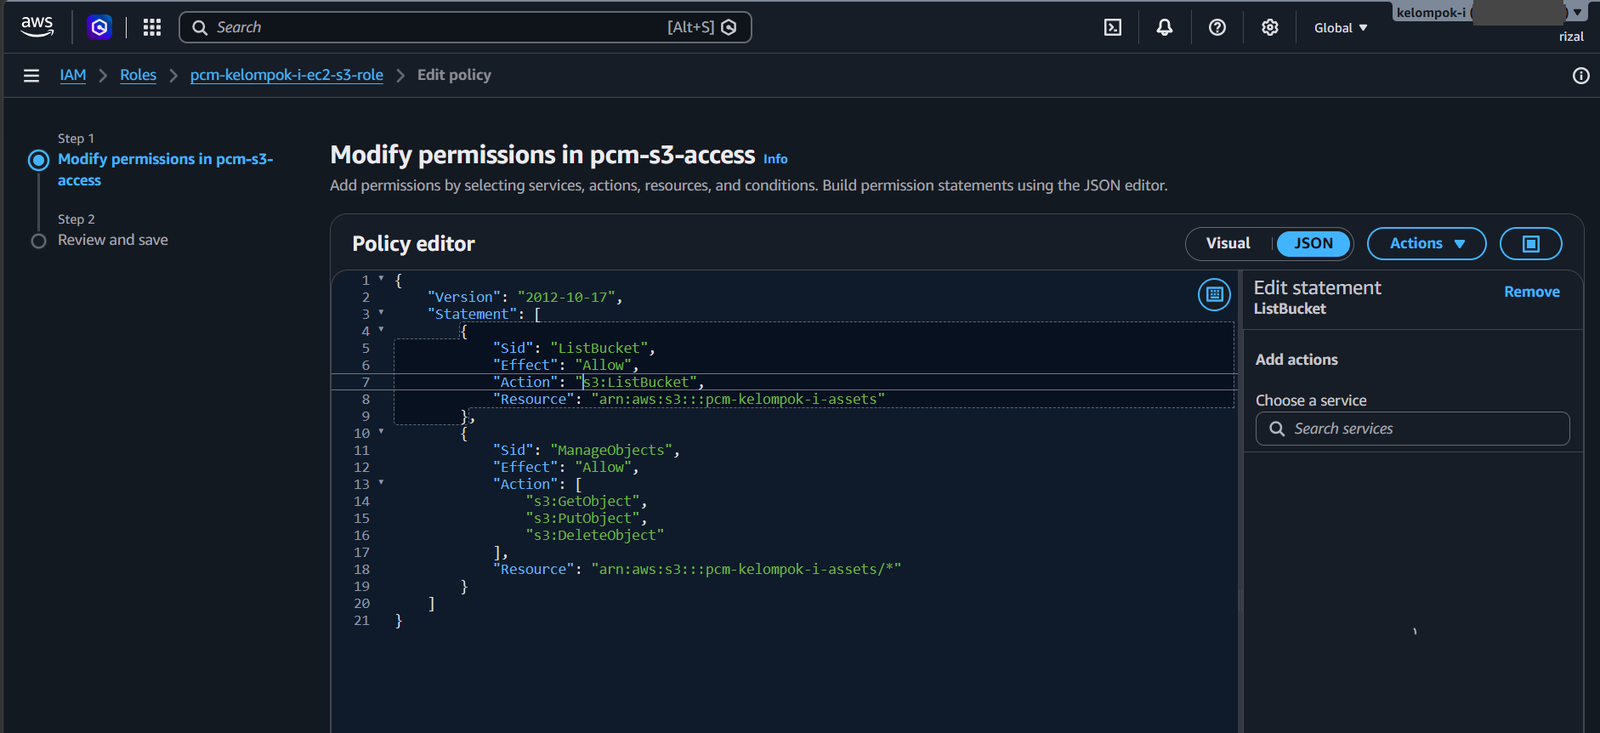 aws
Search [Alt+S]
Global
kelompok-i (
)
rizal
IAM > Roles > pcm-kelompok-i-ec2-s3-role > Edit policy
Step 1
Modify permissions in pcm-s3-
access
Step 2
Review and save
Modify permissions in pcm-s3-access Info
Add permissions by selecting services, actions, resources, and conditions. Build permission statements using the JSON editor.
Policy editor
Visual | JSON
Actions
1 {
2     "Version": "2012-10-17",
3     "Statement": [
4         {
5             "Sid": "ListBucket",
6             "Effect": "Allow",
7             "Action": "s3:ListBucket",
8             "Resource": "arn:aws:s3:::pcm-kelompok-i-assets"
9         },
10         {
11             "Sid": "ManageObjects",
12             "Effect": "Allow",
13             "Action": [
14                 "s3:GetObject",
15                 "s3:PutObject",
16                 "s3:DeleteObject"
17             ],
18             "Resource": "arn:aws:s3:::pcm-kelompok-i-assets/*"
19         }
20     ]
21 }
Edit statement
ListBucket
Remove
Add actions
Choose a service
Search services